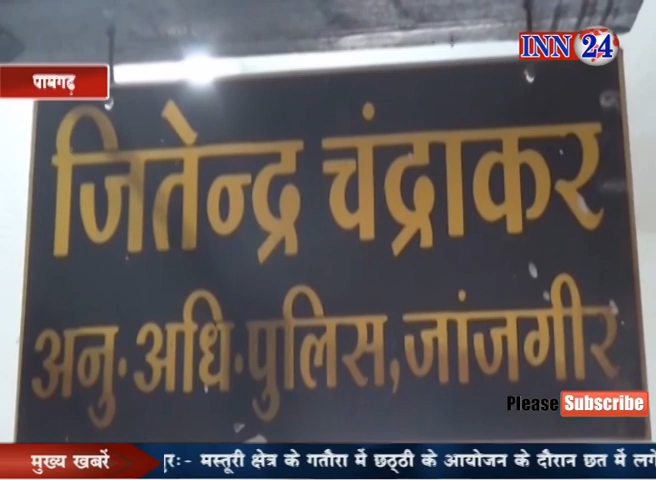 INN 24
पामगढ़
जितेन्द्र चंद्राकर
अनु. अधि. पुलिस, जांजगीर
Please Subscribe
मुख्य खबरें
पुर:- मस्तूरी क्षेत्र के गतौरा में छठ्ठी के आयोजन के दौरान छत में लगे